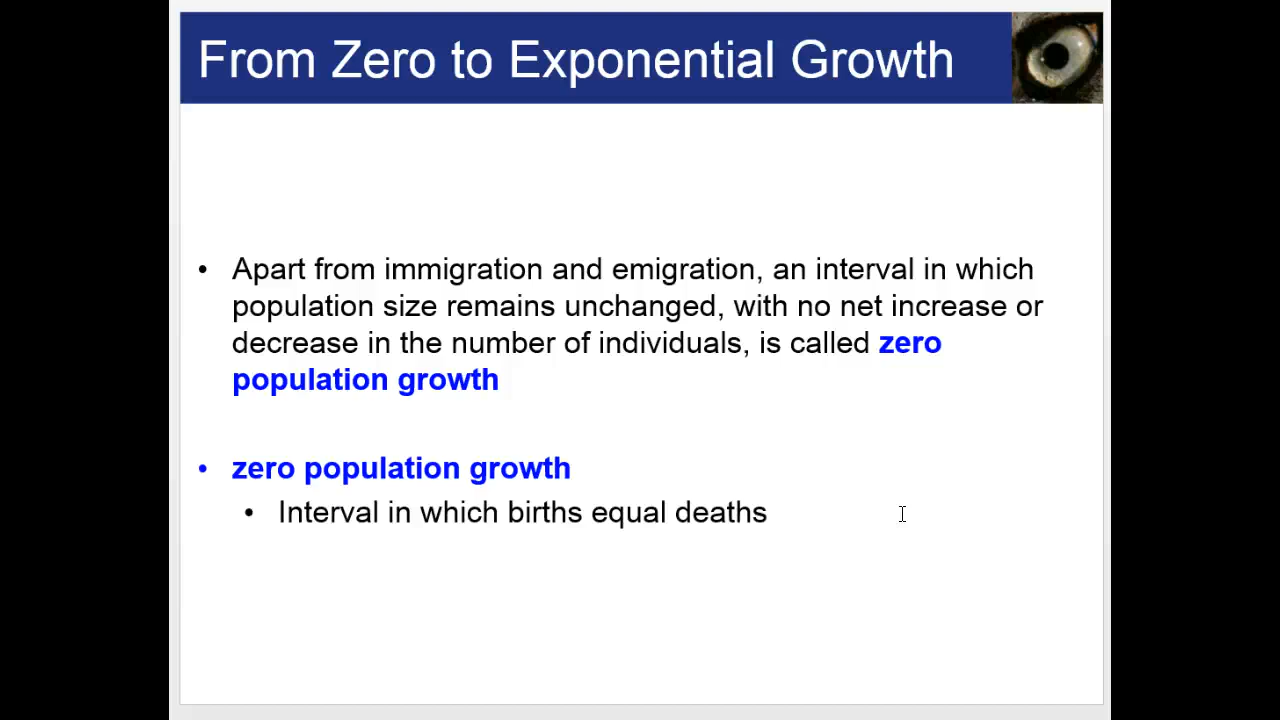 From Zero to Exponential Growth
• Apart from immigration and emigration, an interval in which
population size remains unchanged, with no net increase or
decrease in the number of individuals, is called zero
population growth
• zero population growth
• Interval in which births equal deaths